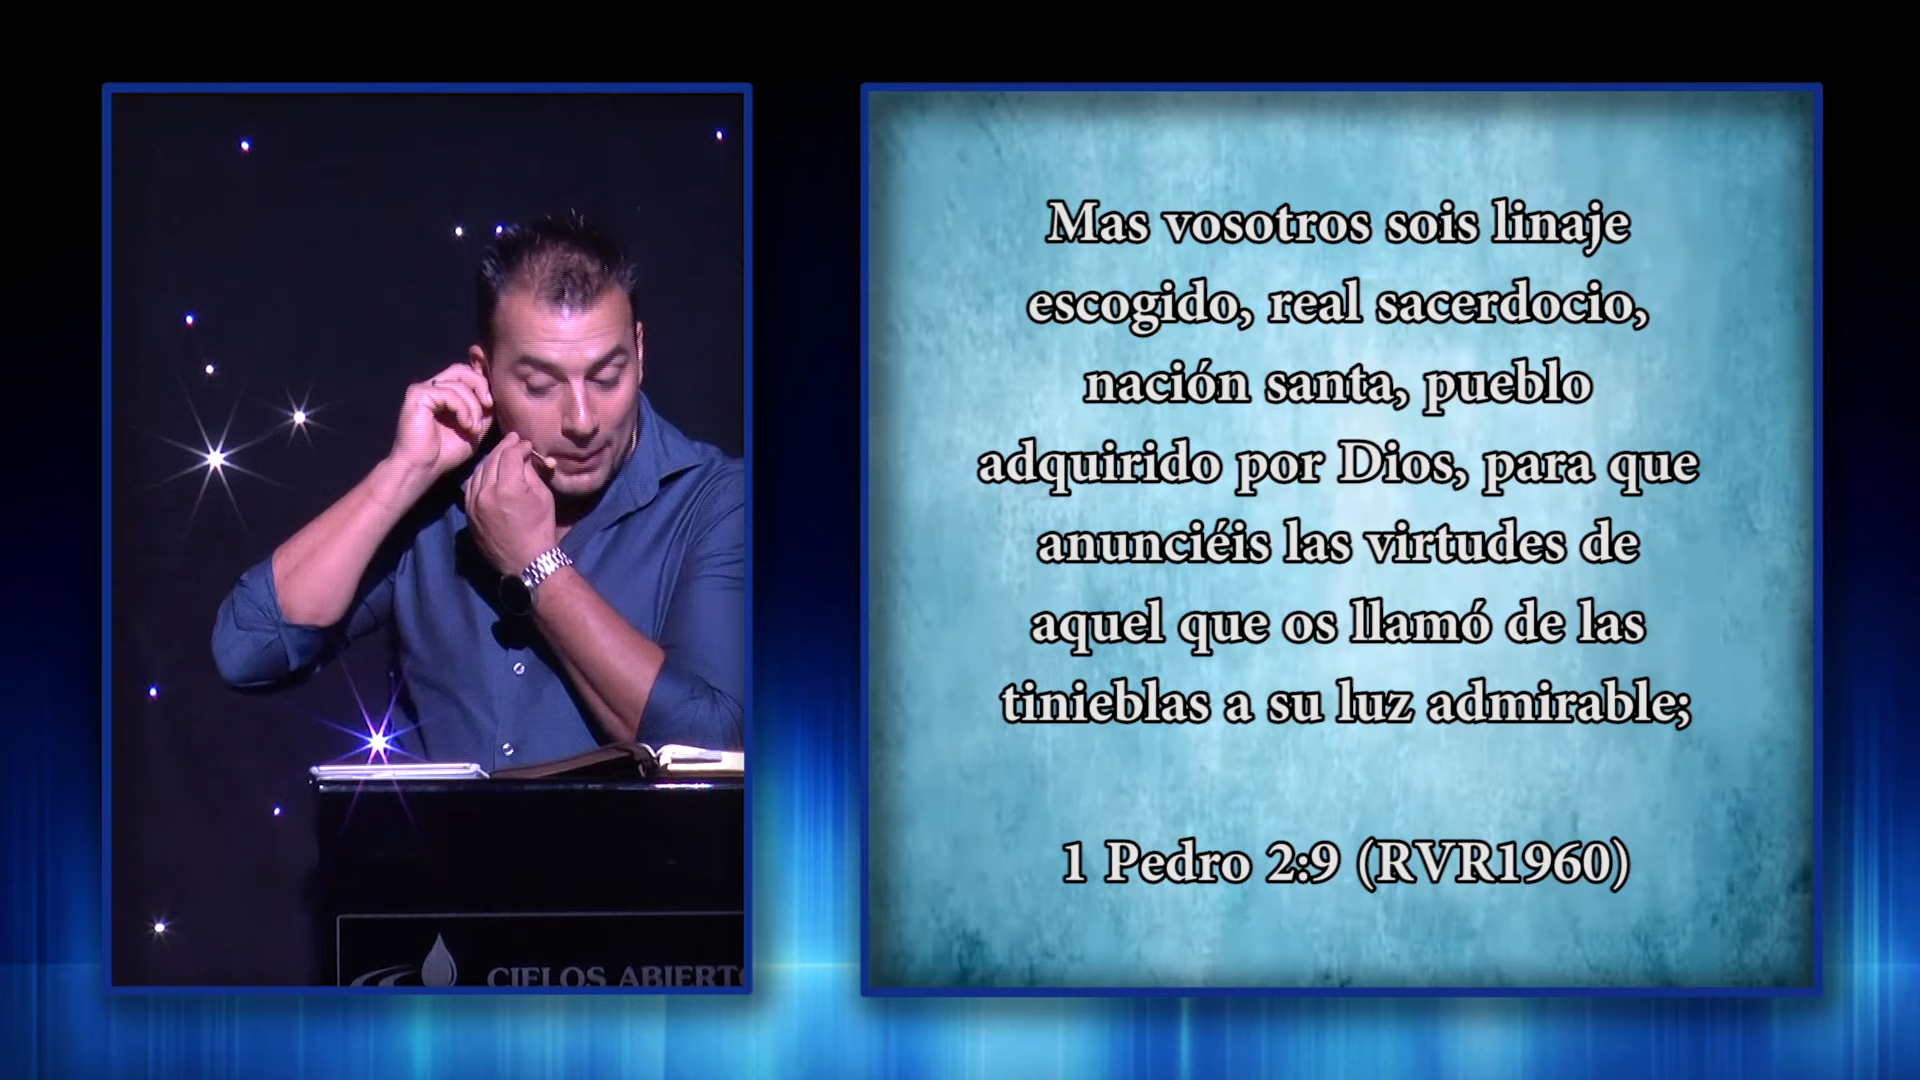 Mas vosotros sois linaje
escogido, real sacerdocio,
nación santa, pueblo
adquirido por Dios, para que
anunciéis las virtudes de
aquel que os llamó de las
tinieblas a su luz admirable;
1 Pedro 2:9 (RVR1960)
CIELOS ABIERTO